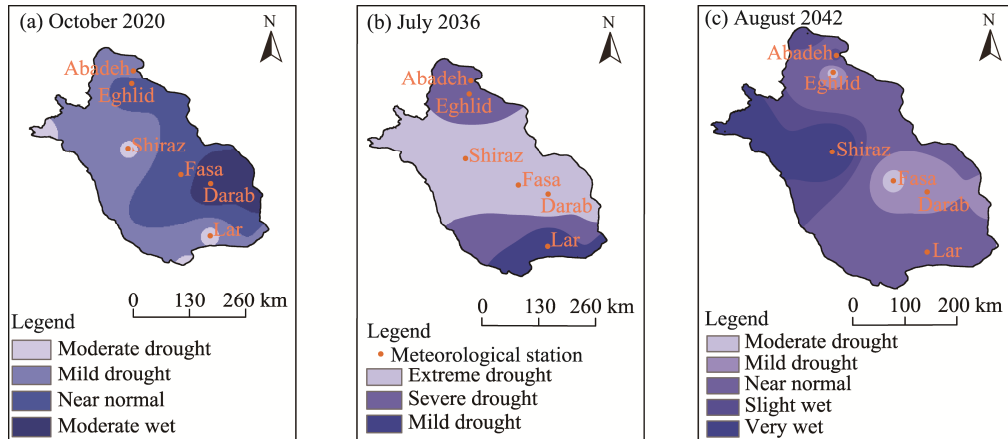 (a) October 2020
N
Abadeh
Eghlid
Shiraz
Fasa
Darab
Lar
0 130 260 km
Legend
Moderate drought
Mild drought
Near normal
Moderate wet
(b) July 2036
N
Abadeh
Eghlid
Shiraz
Fasa
Darab
Lar
0 130 260 km
Legend
Meteorological station
Extreme drought
Severe drought
Mild drought
(c) August 2042
N
Abadeh
Eghlid
Shiraz
Fasa
Darab
Lar
0 100 200 km
Legend
Moderate drought
Mild drought
Near normal
Slight wet
Very wet